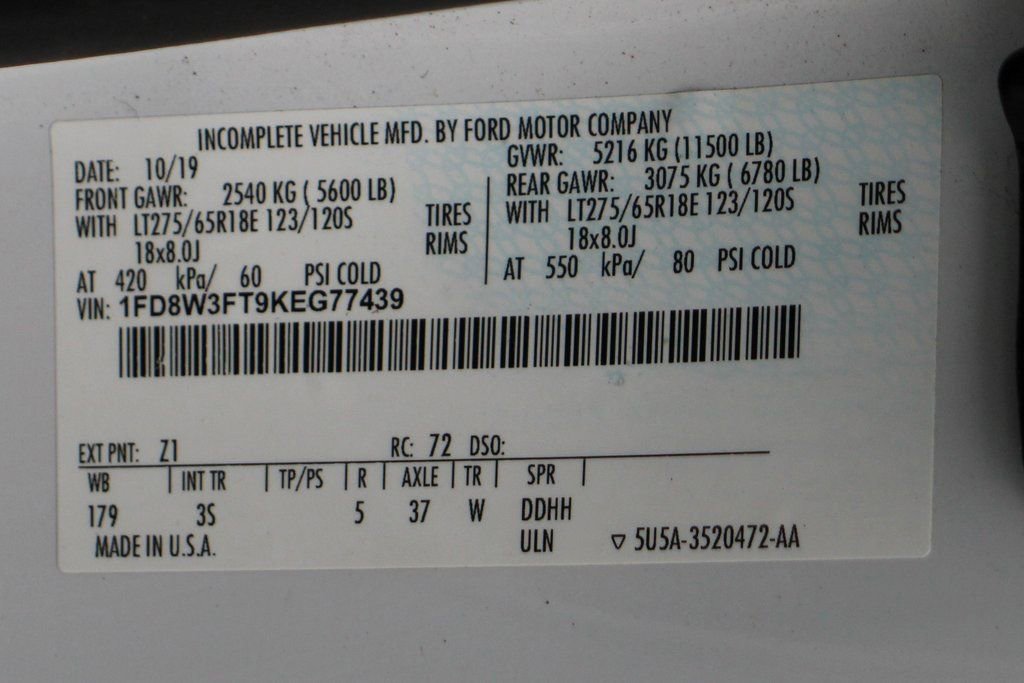 INCOMPLETE VEHICLE MFD. BY FORD MOTOR COMPANY
DATE: 10/19
GVWR: 5216 KG (11500 LB)
FRONT GAWR: 2540 KG ( 5600 LB)
REAR GAWR: 3075 KG ( 6780 LB)
WITH LT275/65R18E 123/120S TIRES
WITH LT275/65R18E 123/120S TIRES
18x8.0J RIMS
18x8.0J RIMS
AT 420 kPa/ 60 PSI COLD
AT 550 kPa/ 80 PSI COLD
VIN: 1FD8W3FT9KEG77439
EXT PNT: Z1 RC: 72 DSO:
WB INT TR TP/PS R AXLE TR SPR
179 3S 5 37 W DDHH
MADE IN U.S.A. ULN ▽ 5U5A-3520472-AA